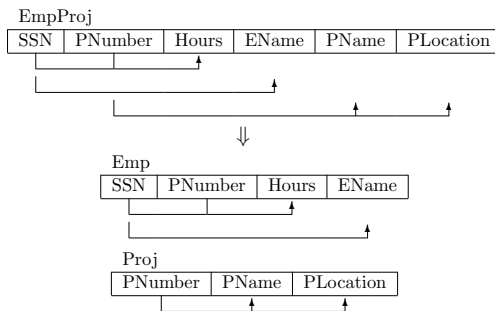 EmpProj
SSN PNumber Hours EName PName PLocation
⇓
Emp
SSN PNumber Hours EName
Proj
PNumber PName PLocation